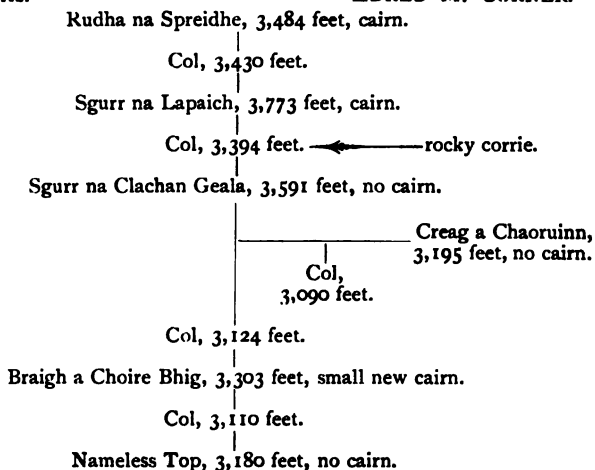 Rudha na Spreidhe, 3,484 feet, cairn.
Col, 3,430 feet.
Sgurr na Lapaich, 3,773 feet, cairn.
Col, 3,394 feet. rocky corrie.
Sgurr na Clachan Geala, 3,591 feet, no cairn.
Creag a Chaoruinn,
3,195 feet, no cairn.
Col,
3,090 feet.
Col, 3,124 feet.
Braigh a Choire Bhig, 3,303 feet, small new cairn.
Col, 3,110 feet.
Nameless Top, 3,180 feet, no cairn.